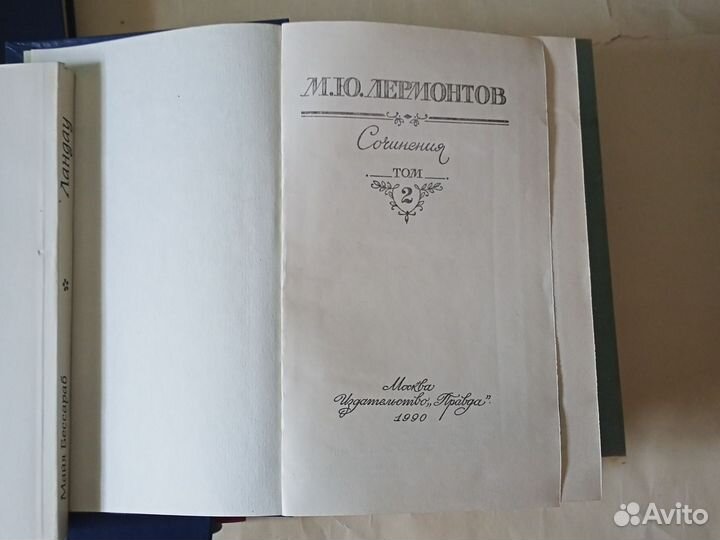 М.Ю.ЛЕРМОНТОВ
Сочинения
ТОМ
2
Москва
Издательство „Правда".
1990
Майя Бессараб * Ландау
Avito